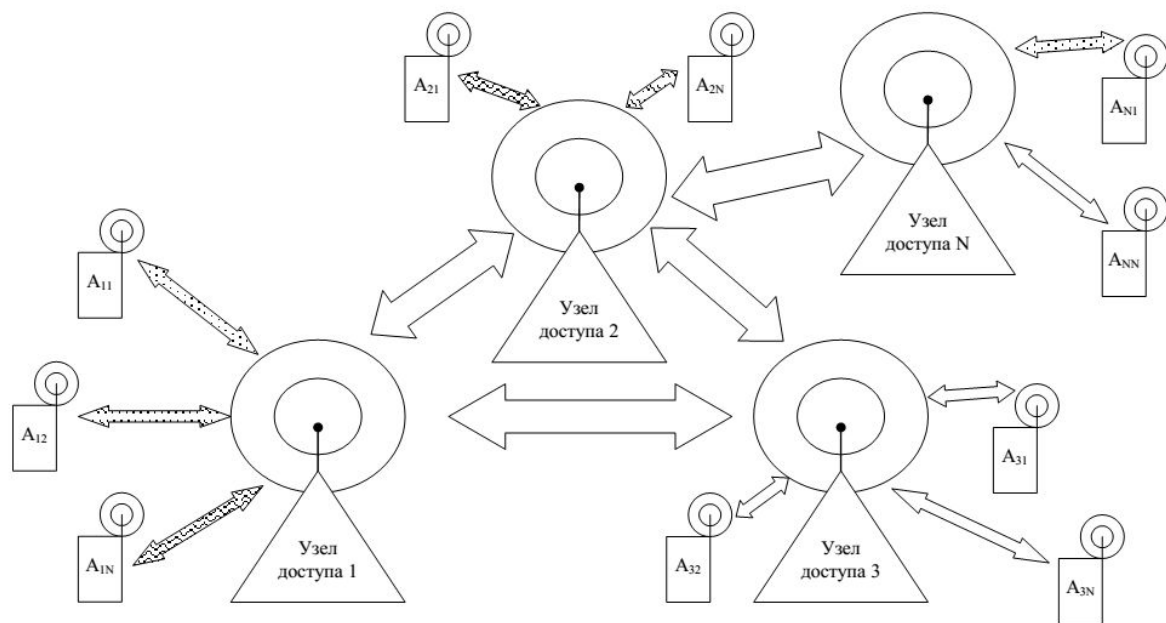 A21
A2N
AN1
Узел
доступа N
A11
ANN
Узел
доступа 2
A12
A31
A1N
Узел
доступа 1
A32
Узел
доступа 3
A3N